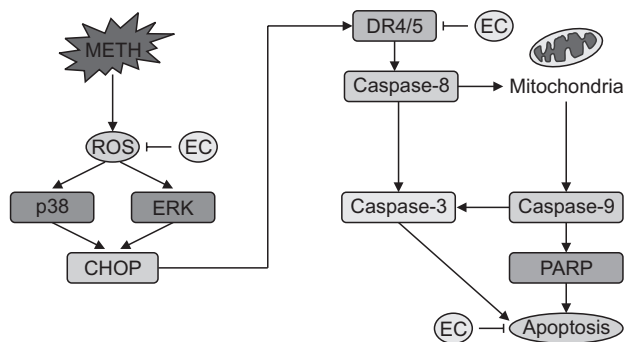 METH
ROS
EC
p38
ERK
CHOP
DR4/5
EC
Caspase-8
Mitochondria
Caspase-3
Caspase-9
PARP
EC
Apoptosis